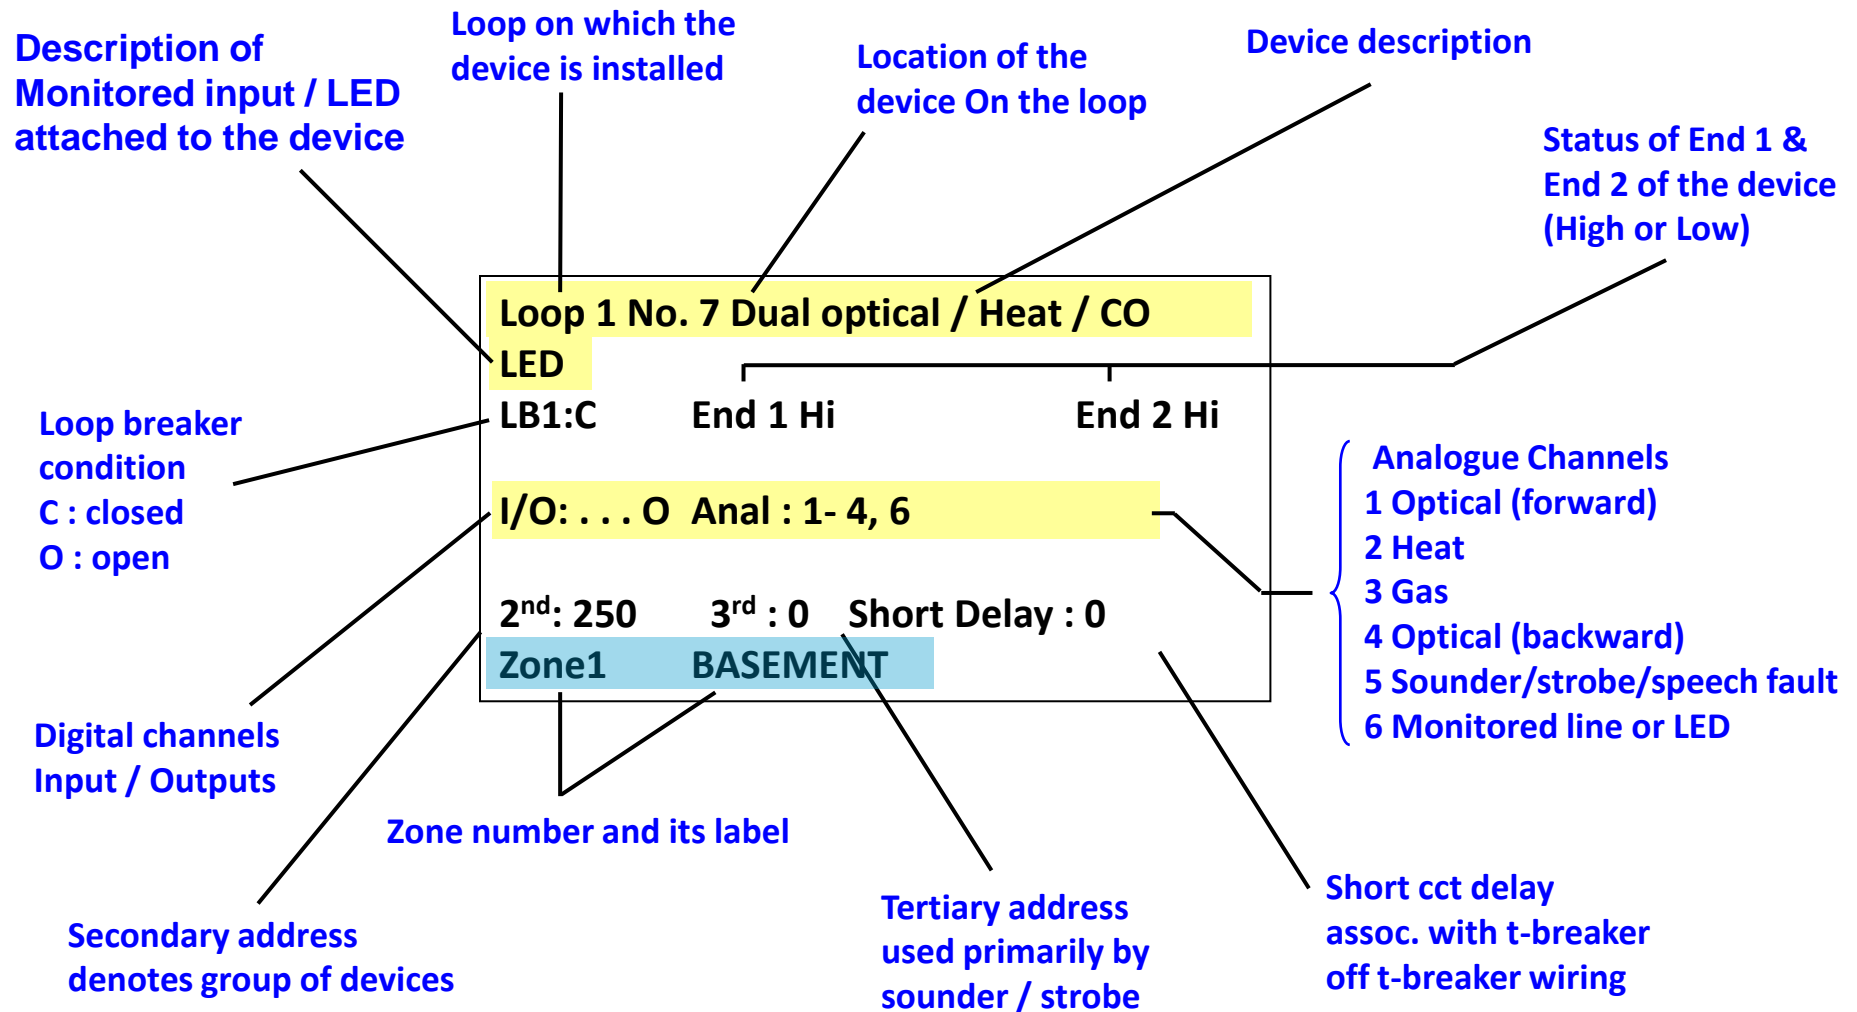 Description of
Monitored input / LED
attached to the device
Loop on which the
device is installed
Location of the
device On the loop
Device description
Status of End 1 &
End 2 of the device
(High or Low)
Loop 1 No. 7 Dual optical / Heat / CO
LED
LB1:C End 1 Hi End 2 Hi
I/O: . . . O Anal : 1- 4, 6
2nd: 250 3rd : 0 Short Delay : 0
Zone1 BASEMENT
Loop breaker
condition
C : closed
O : open
Analogue Channels
1 Optical (forward)
2 Heat
3 Gas
4 Optical (backward)
5 Sounder/strobe/speech fault
6 Monitored line or LED
Digital channels
Input / Outputs
Zone number and its label
Secondary address
denotes group of devices
Tertiary address
used primarily by
sounder / strobe
Short cct delay
assoc. with t-breaker
off t-breaker wiring